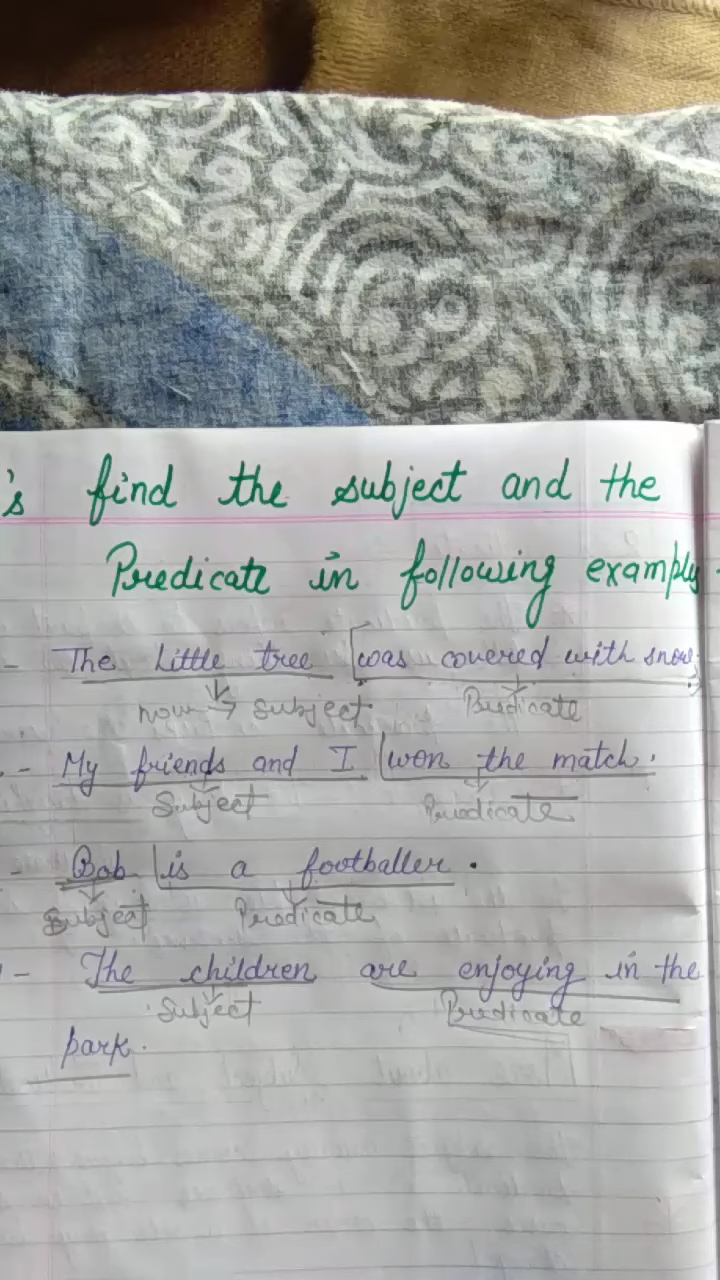 's find the subject and the
Predicate in following example
- The Little tree was covered with snow.
now → subject Predicate
- My friends and I won the match.
Subject Predicate
- Bob is a footballer.
Subject Predicate
- The children are enjoying in the
Subject Predicate
park.